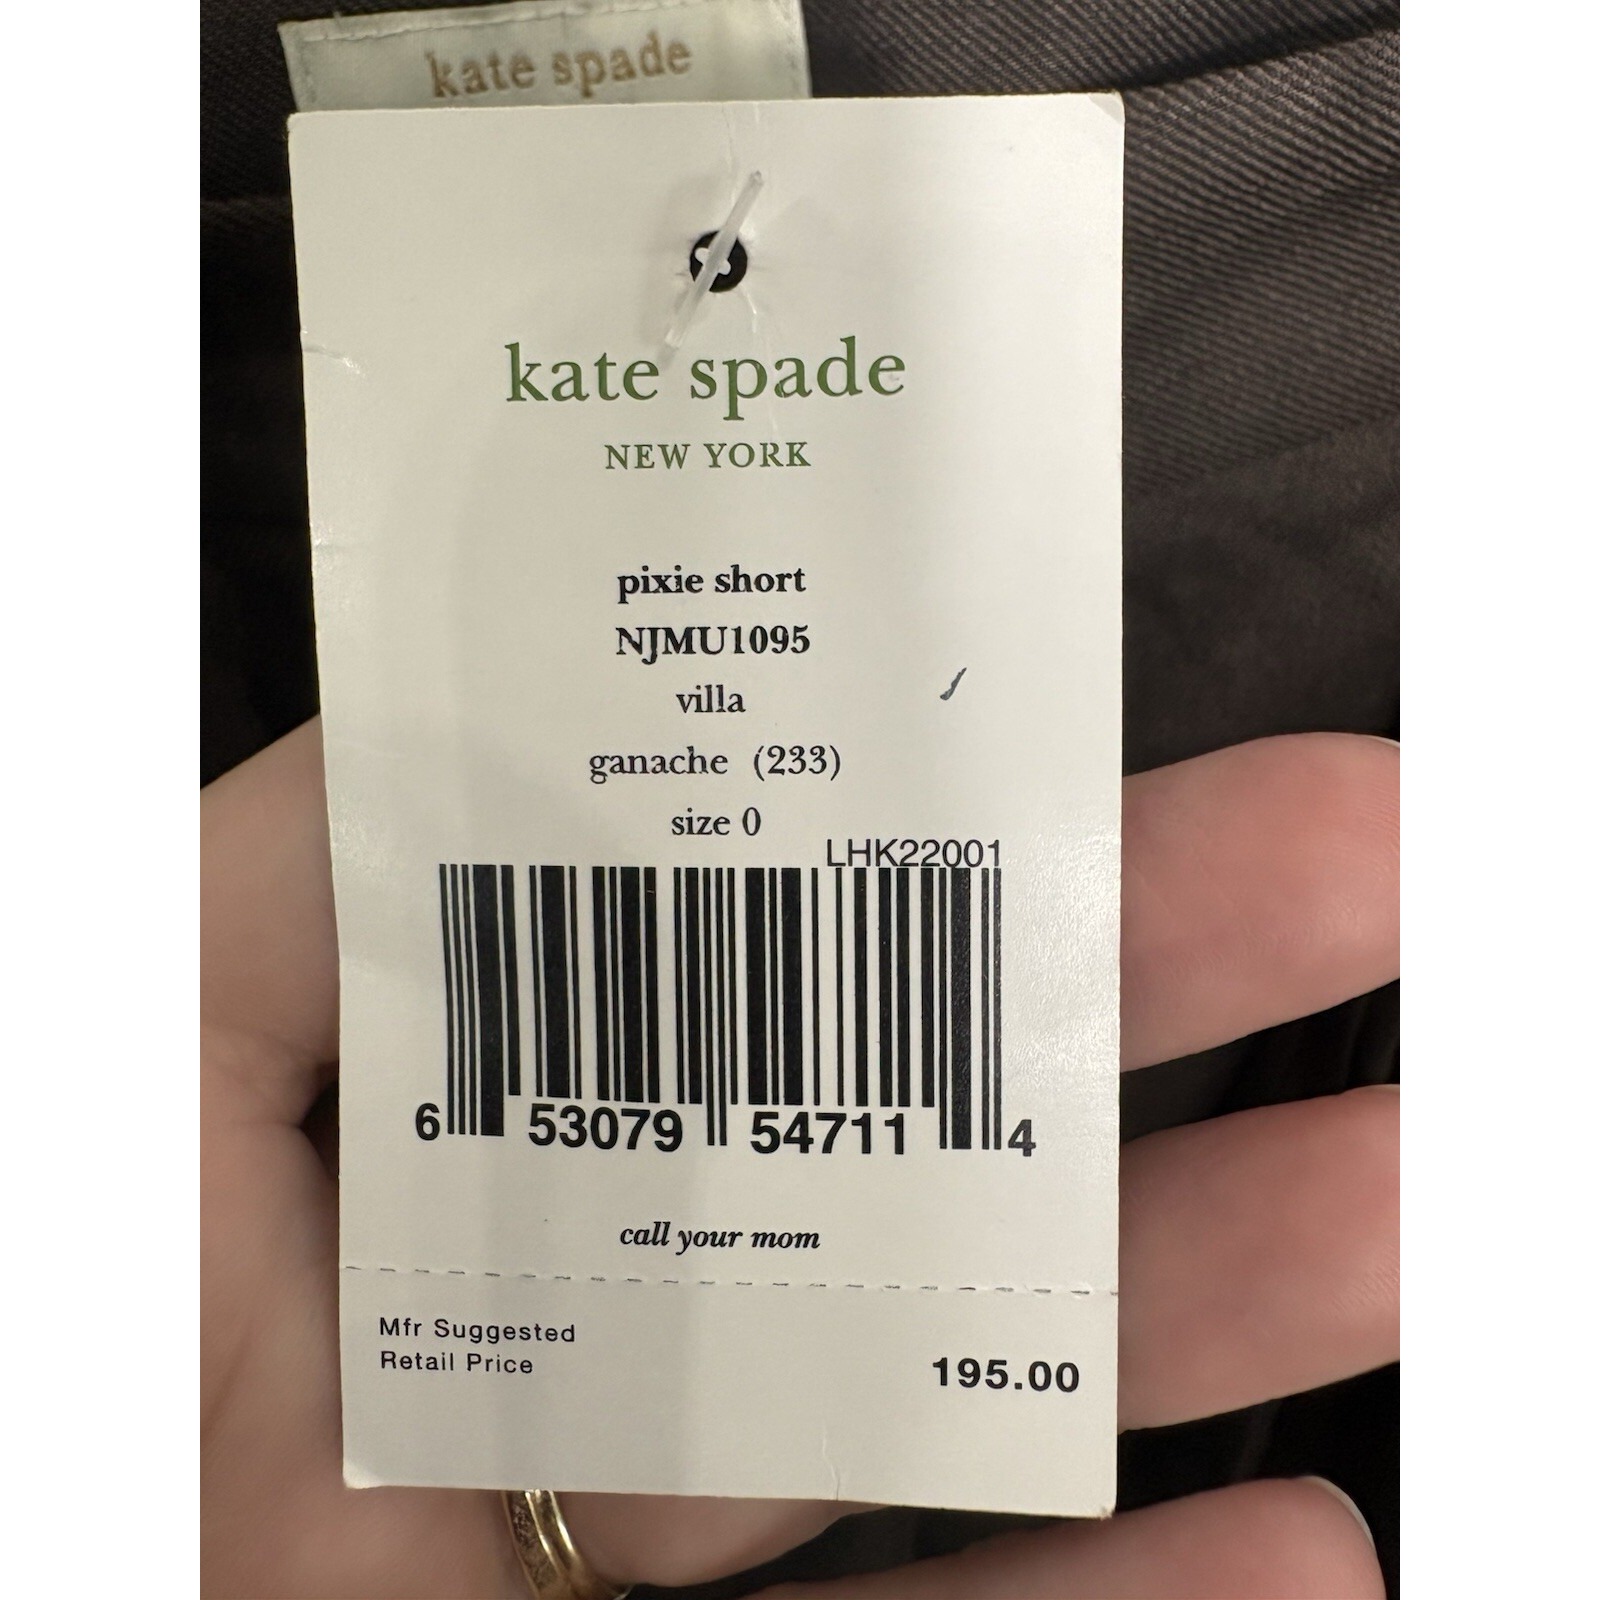 kate spade
kate spade
NEW YORK
pixie short
NJMU1095
villa
ganache (233)
size 0
LHK22001
6 53079 54711 4
call your mom
Mfr Suggested
Retail Price
195.00